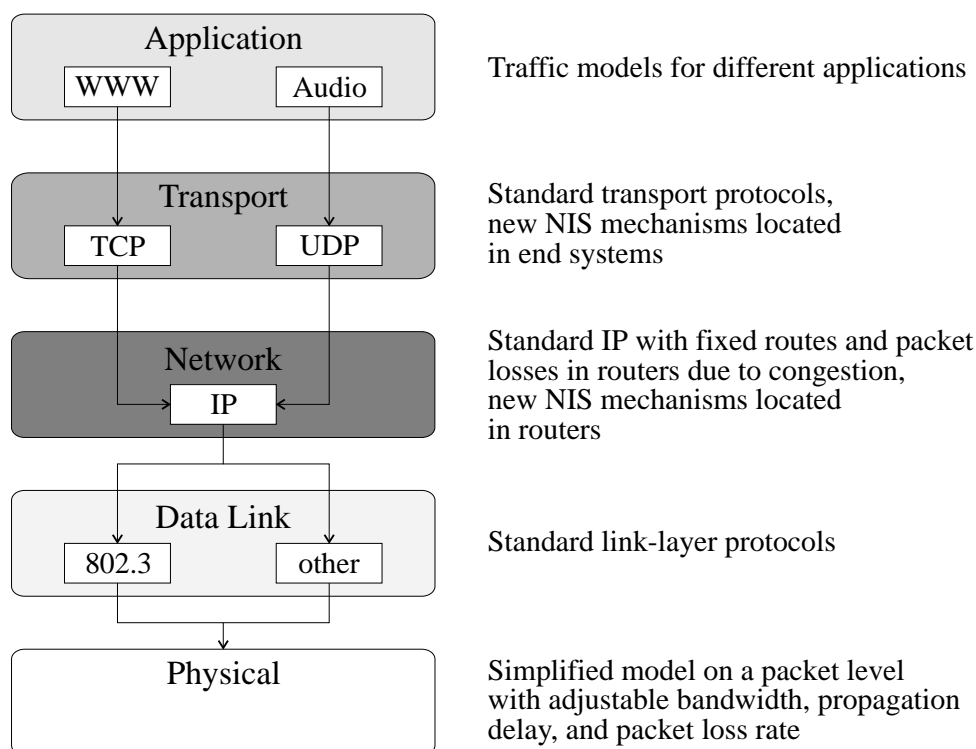 Application
WWW
Audio
Traffic models for different applications
Transport
TCP
UDP
Standard transport protocols,
new NIS mechanisms located
in end systems
Network
IP
Standard IP with fixed routes and packet
losses in routers due to congestion,
new NIS mechanisms located
in routers
Data Link
802.3
other
Standard link-layer protocols
Physical
Simplified model on a packet level
with adjustable bandwidth, propagation
delay, and packet loss rate